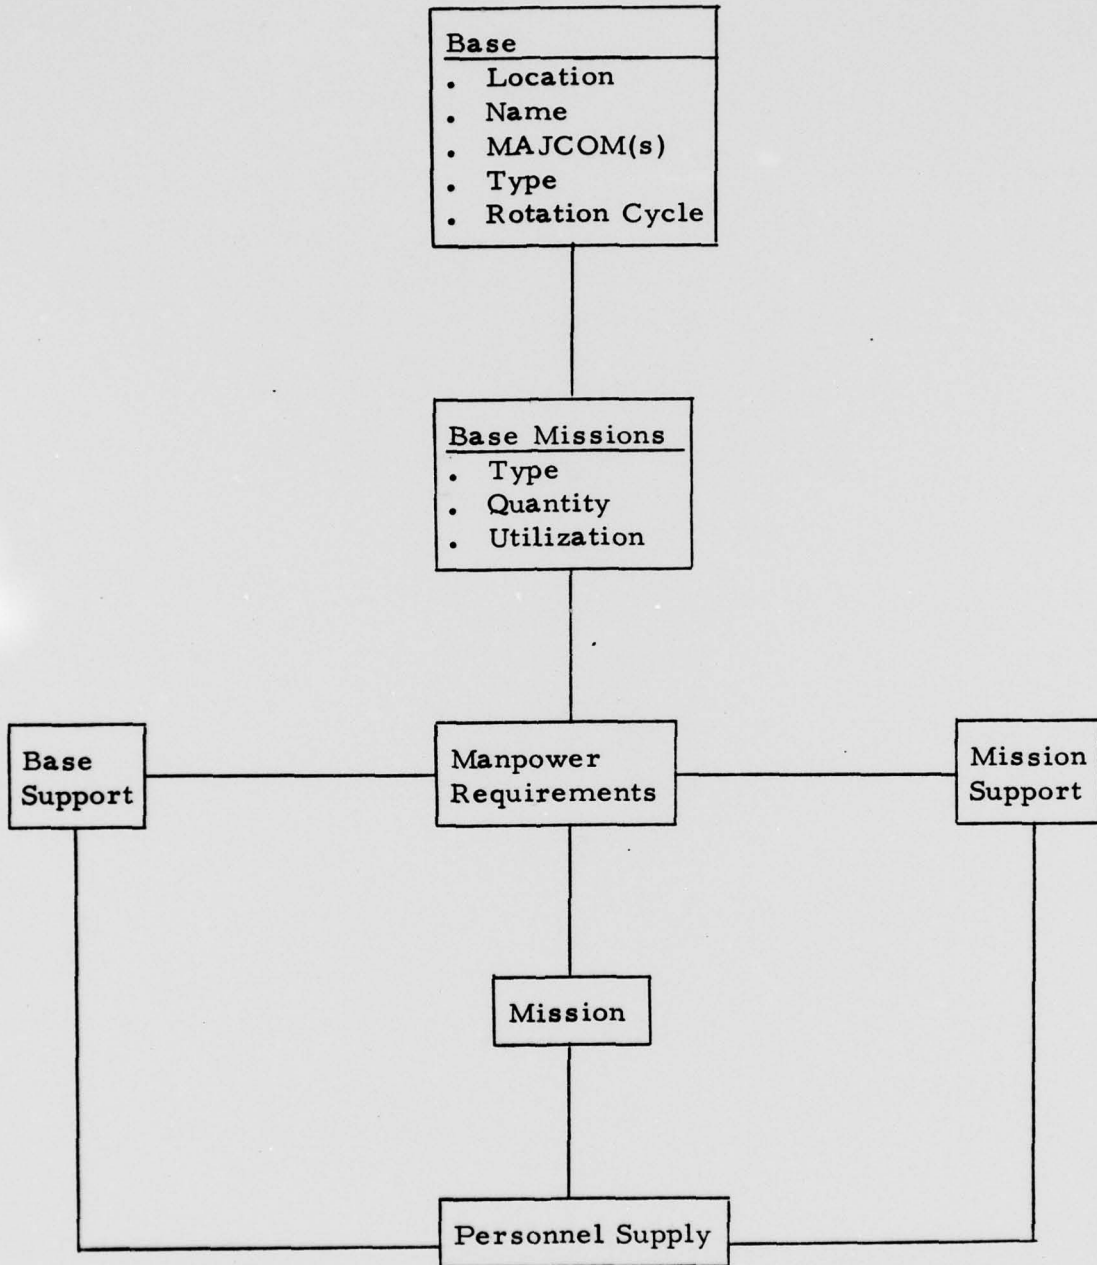 Base
. Location
. Name
. MAJCOM(s)
. Type
. Rotation Cycle
Base Missions
. Type
. Quantity
. Utilization
Base
Support
Manpower
Requirements
Mission
Support
Mission
Personnel Supply